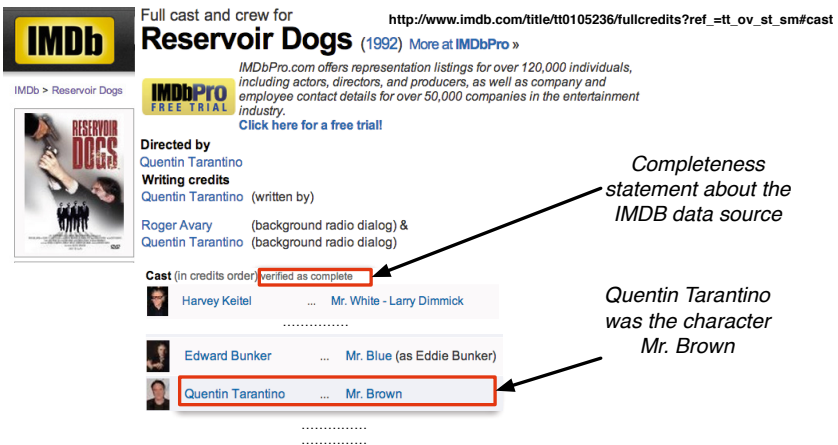 Full cast and crew for
http://www.imdb.com/title/tt0105236/fullcredits?ref_=tt_ov_st_sm#cast
IMDb
Reservoir Dogs (1992) More at IMDbPro »
IMDbPro.com offers representation listings for over 120,000 individuals,
including actors, directors, and producers, as well as company and
employee contact details for over 50,000 companies in the entertainment
industry.
Click here for a free trial!
IMDbPro
FREE TRIAL
IMDb > Reservoir Dogs
RESERVOIR
DOGS
Directed by
Quentin Tarantino
Writing credits
Quentin Tarantino (written by)
Roger Avary (background radio dialog) &
Quentin Tarantino (background radio dialog)
Completeness
statement about the
IMDB data source
Cast (in credits order) verified as complete
Harvey Keitel ... Mr. White - Larry Dimmick
...............
Quentin Tarantino
was the character
Mr. Brown
Edward Bunker ... Mr. Blue (as Eddie Bunker)
Quentin Tarantino ... Mr. Brown
...............
...............